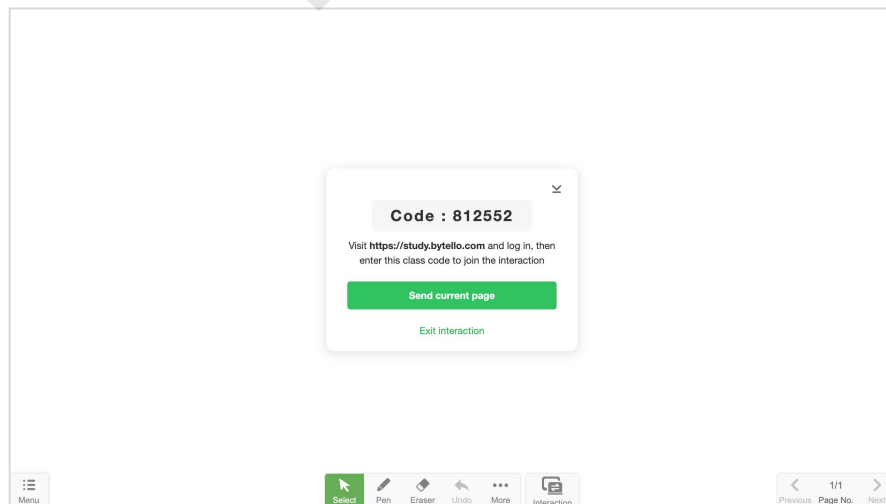 Code : 812552
Visit https://study.bytello.com and log in, then
enter this class code to join the interaction
Send current page
Exit interaction
Menu
Select
Pen
Eraser
Undo
More
Interaction
1/1
Previous Page No. Next